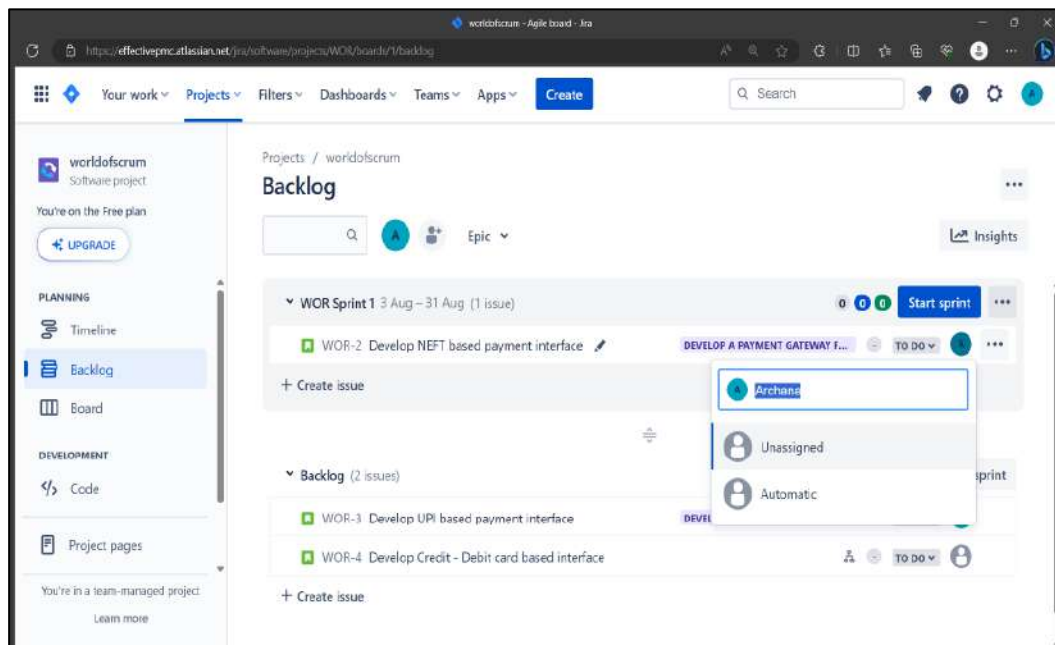 worldofscrum - Agile board - Jira
https://effectivepmc.atlassian.net/jira/software/projects/WOR/boards/1/backlog
Your work Projects Filters Dashboards Teams Apps Create Search
worldofscrum
Software project
You're on the Free plan
UPGRADE
PLANNING
Timeline
Backlog
Board
DEVELOPMENT
Code
Project pages
You're in a team-managed project
Learn more
Projects / worldofscrum
Backlog
A Epic Insights
WOR Sprint 1 3 Aug – 31 Aug (1 issue) 0 0 0 Start sprint
WOR-2 Develop NEFT based payment interface DEVELOP A PAYMENT GATEWAY F... - TO DO A
+ Create issue
A Archana
Unassigned
Automatic
Backlog (2 issues) sprint
WOR-3 Develop UPI based payment interface DEVEL
WOR-4 Develop Credit - Debit card based interface - TO DO
+ Create issue